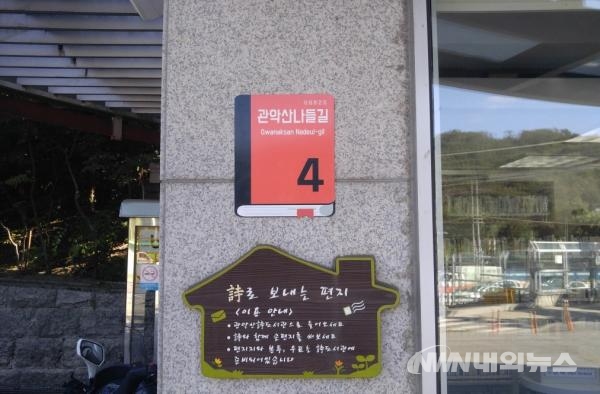 관악산나들길
Gwanaksan Nadeul-gil
4
詩로 보내는 편지
<이용 안내>
• 관악산詩도서관으로 들어오세요
• 詩와 함께 손편지를 써보세요
• 편지지와 봉투, 우표는 詩도서관에
준비되어있습니다
NWN내외뉴스